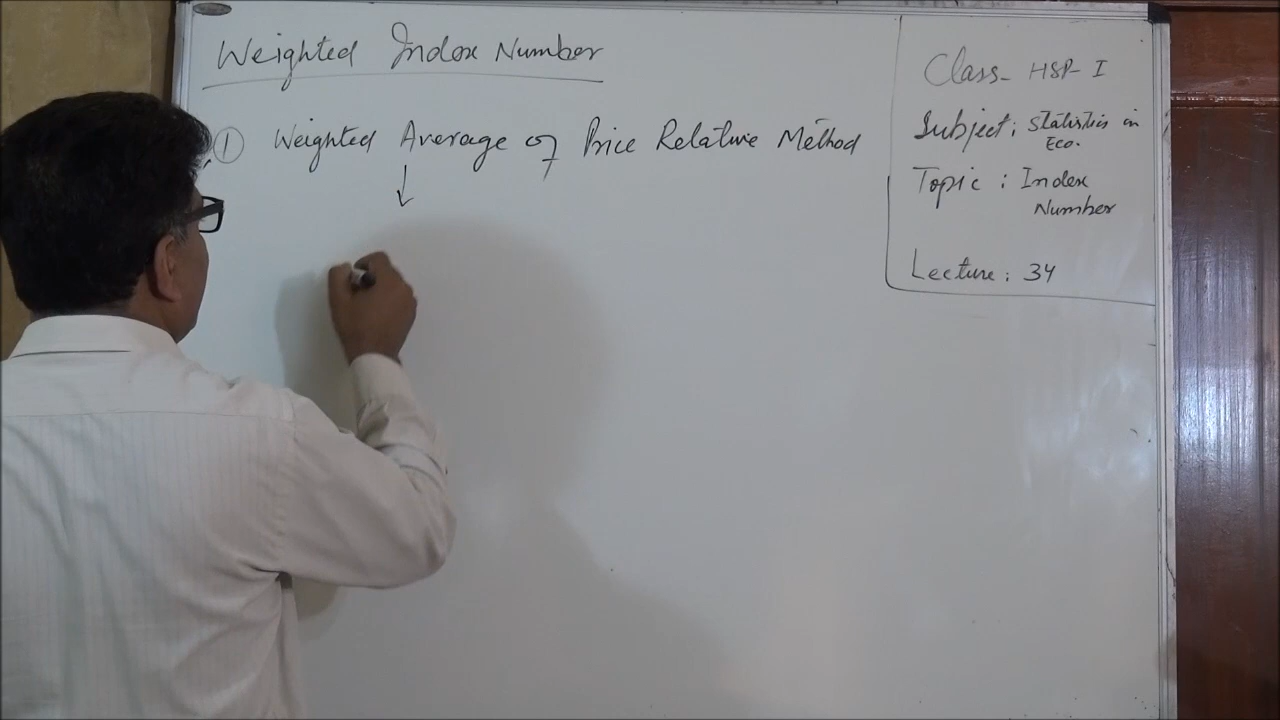 Weighted Index Number
① Weighted Average of Price Relative Method
Class- HSP- I
Subject: Statistics in
Eco.
Topic: Index
Number
Lecture: 34